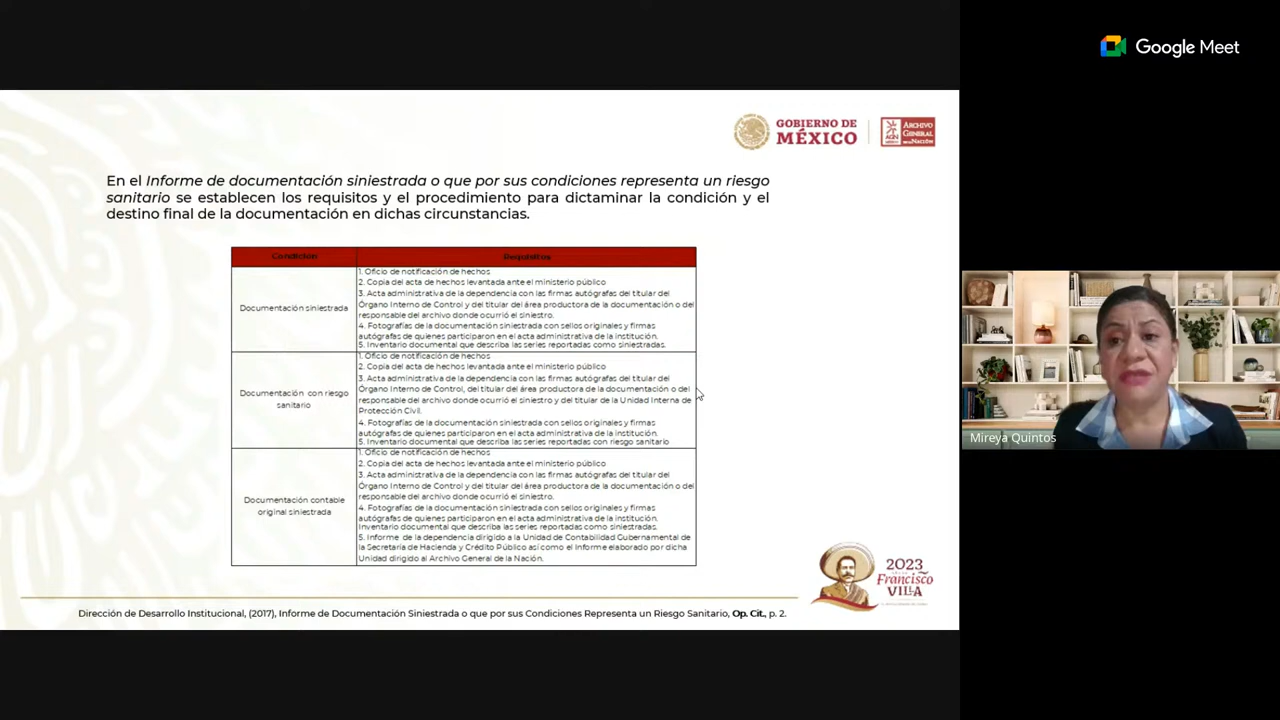 Google Meet
GOBIERNO DE
MÉXICO
ARCHIVO
GENERAL
DE LA NACIÓN
En el Informe de documentación siniestrada o que por sus condiciones representa un riesgo
sanitario se establecen los requisitos y el procedimiento para dictaminar la condición y el
destino final de la documentación en dichas circunstancias.
Condición
Requisitos
Documentación siniestrada
1. Oficio de notificación de hechos
2. Copia del acta de hechos levantada ante el ministerio público
3. Acta administrativa de la dependencia con las firmas autógrafas del titular del
Órgano Interno de Control y del titular del área productora de la documentación o del
responsable del archivo donde ocurrió el siniestro.
4. Fotografías de la documentación siniestrada con sellos originales y firmas
autógrafas de quienes participaron en el acta administrativa de la institución.
5. Inventario documental que describa las series reportadas como siniestradas.
Documentación con riesgo
sanitario
1. Oficio de notificación de hechos
2. Copia del acta de hechos levantada ante el ministerio público
3. Acta administrativa de la dependencia con las firmas autógrafas del titular del
Órgano Interno de Control, del titular del área productora de la documentación o del
responsable del archivo donde ocurrió el siniestro y del titular de la Unidad Interna de
Protección Civil.
4. Fotografías de la documentación siniestrada con sellos originales y firmas
autógrafas de quienes participaron en el acta administrativa de la institución.
5. Inventario documental que describa las series reportadas con riesgo sanitario
Documentación contable
original siniestrada
1. Oficio de notificación de hechos
2. Copia del acta de hechos levantada ante el ministerio público
3. Acta administrativa de la dependencia con las firmas autógrafas del titular del
Órgano Interno de Control y del titular del área productora de la documentación o del
responsable del archivo donde ocurrió el siniestro.
4. Fotografías de la documentación siniestrada con sellos originales y firmas
autógrafas de quienes participaron en el acta administrativa de la institución.
Inventario documental que describa las series reportadas como siniestradas.
5. Informe de la dependencia dirigido a la Unidad de Contabilidad Gubernamental de
la Secretaría de Hacienda y Crédito Público así como el Informe elaborado por dicha
Unidad dirigido al Archivo General de la Nación.
Mireya Quintos
2023
Francisco
VILLA
Dirección de Desarrollo Institucional, (2017), Informe de Documentación Siniestrada o que por sus Condiciones Representa un Riesgo Sanitario, Op. Cit., p. 2.